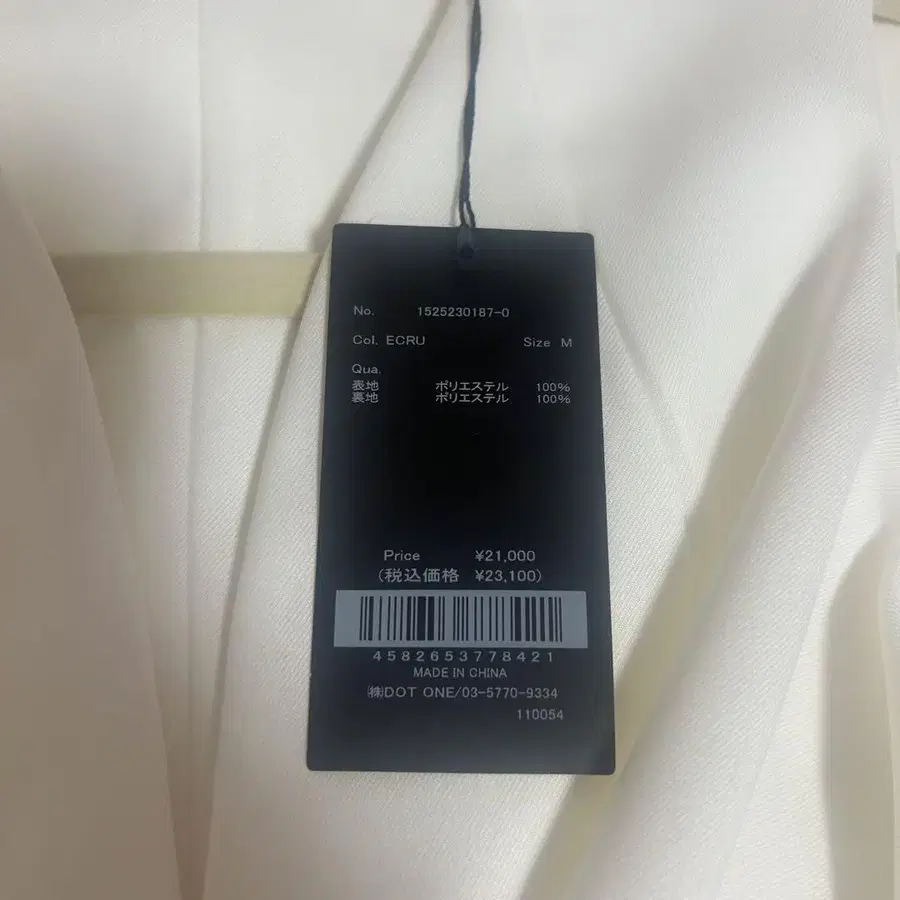 No. 1525230187-0
Col. ECRU Size M
Qua.
表地 ポリエステル 100%
裏地 ポリエステル 100%
Price ¥21,000
(税込価格 ¥23,100)
4582653778421
MADE IN CHINA
㈱DOT ONE/03-5770-9334
110054